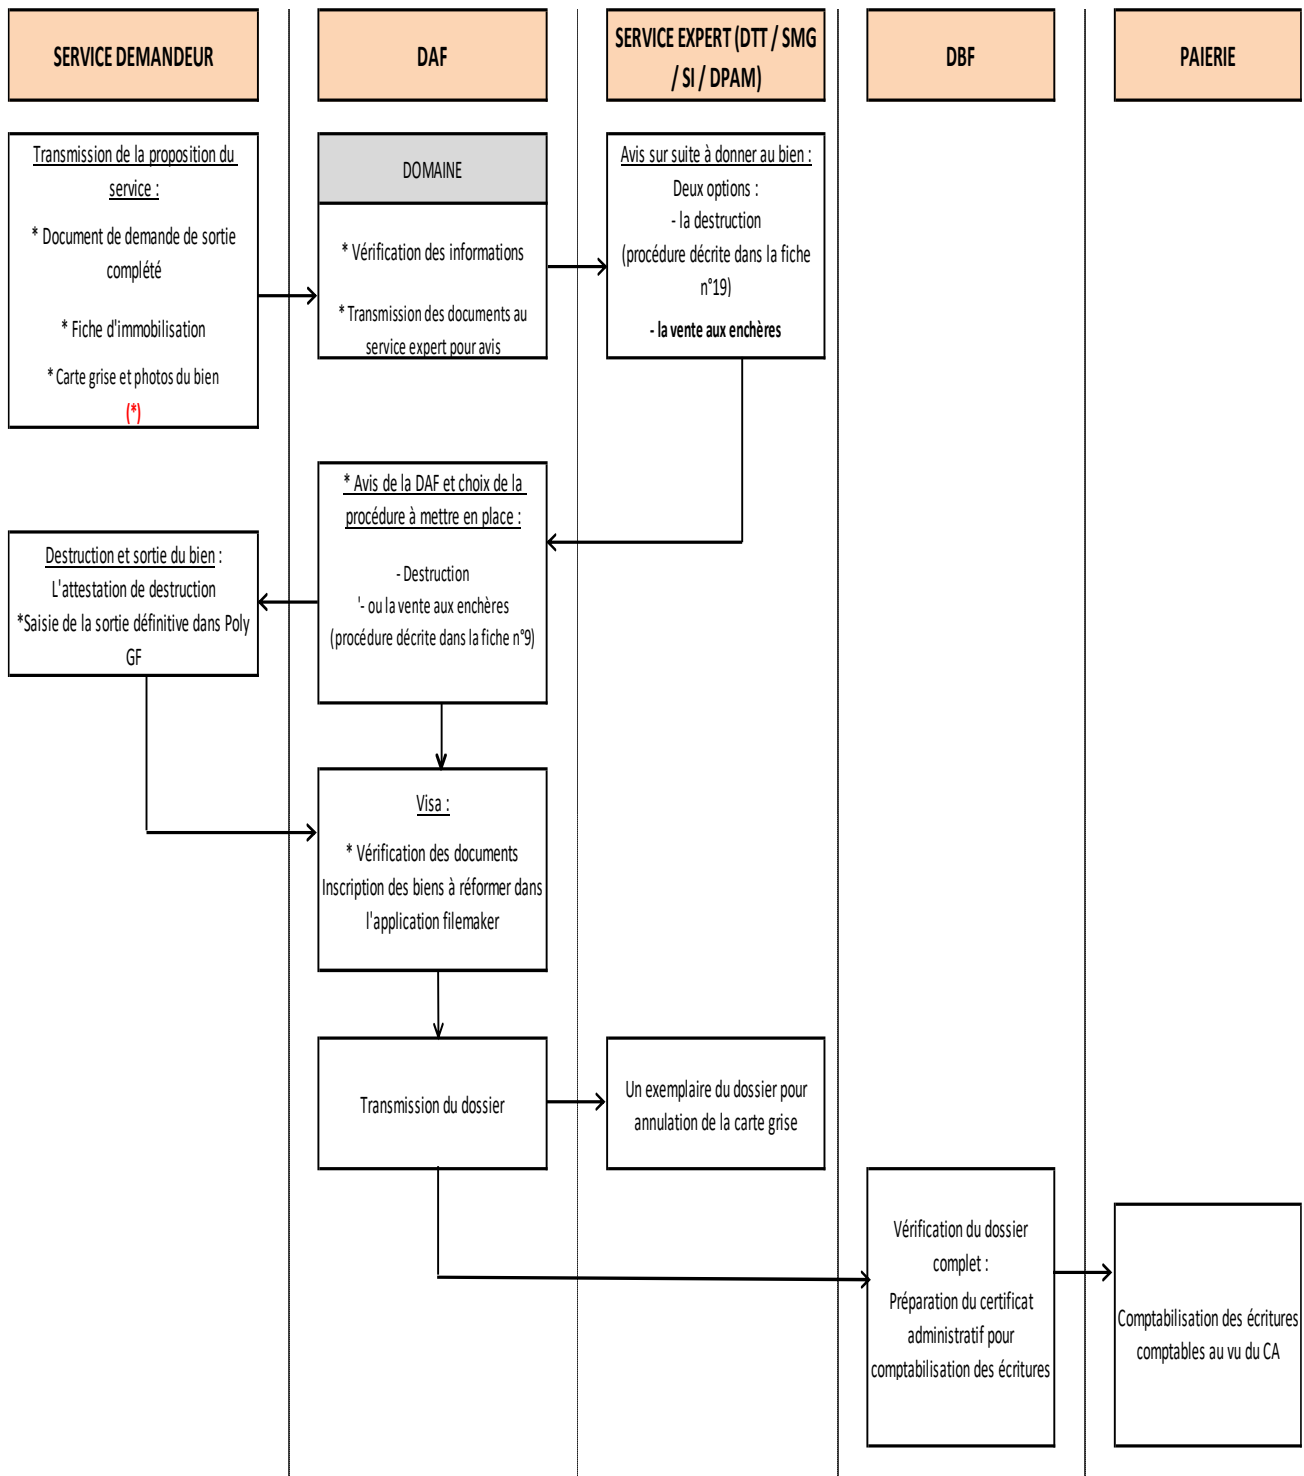 SERVICE DEMANDEUR
DAF
SERVICE EXPERT (DTT / SMG
/ SI / DPAM)
DBF
PAIERIE
Transmission de la proposition du
service :
* Document de demande de sortie
complété
* Fiche d'immobilisation
* Carte grise et photos du bien
(*)
DOMAINE
* Vérification des informations
* Transmission des documents au
service expert pour avis
Avis sur suite à donner au bien :
Deux options :
- la destruction
(procédure décrite dans la fiche
n°19)
- la vente aux enchères
* Avis de la DAF et choix de la
procédure à mettre en place :
- Destruction
'- ou la vente aux enchères
(procédure décrite dans la fiche n°9)
Destruction et sortie du bien :
L'attestation de destruction
*Saisie de la sortie définitive dans Poly
GF
Visa :
* Vérification des documents
Inscription des biens à réformer dans
l'application filemaker
Transmission du dossier
Un exemplaire du dossier pour
annulation de la carte grise
Vérification du dossier
complet :
Préparation du certificat
administratif pour
comptabilisation des écritures
Comptabilisation des écritures
comptables au vu du CA